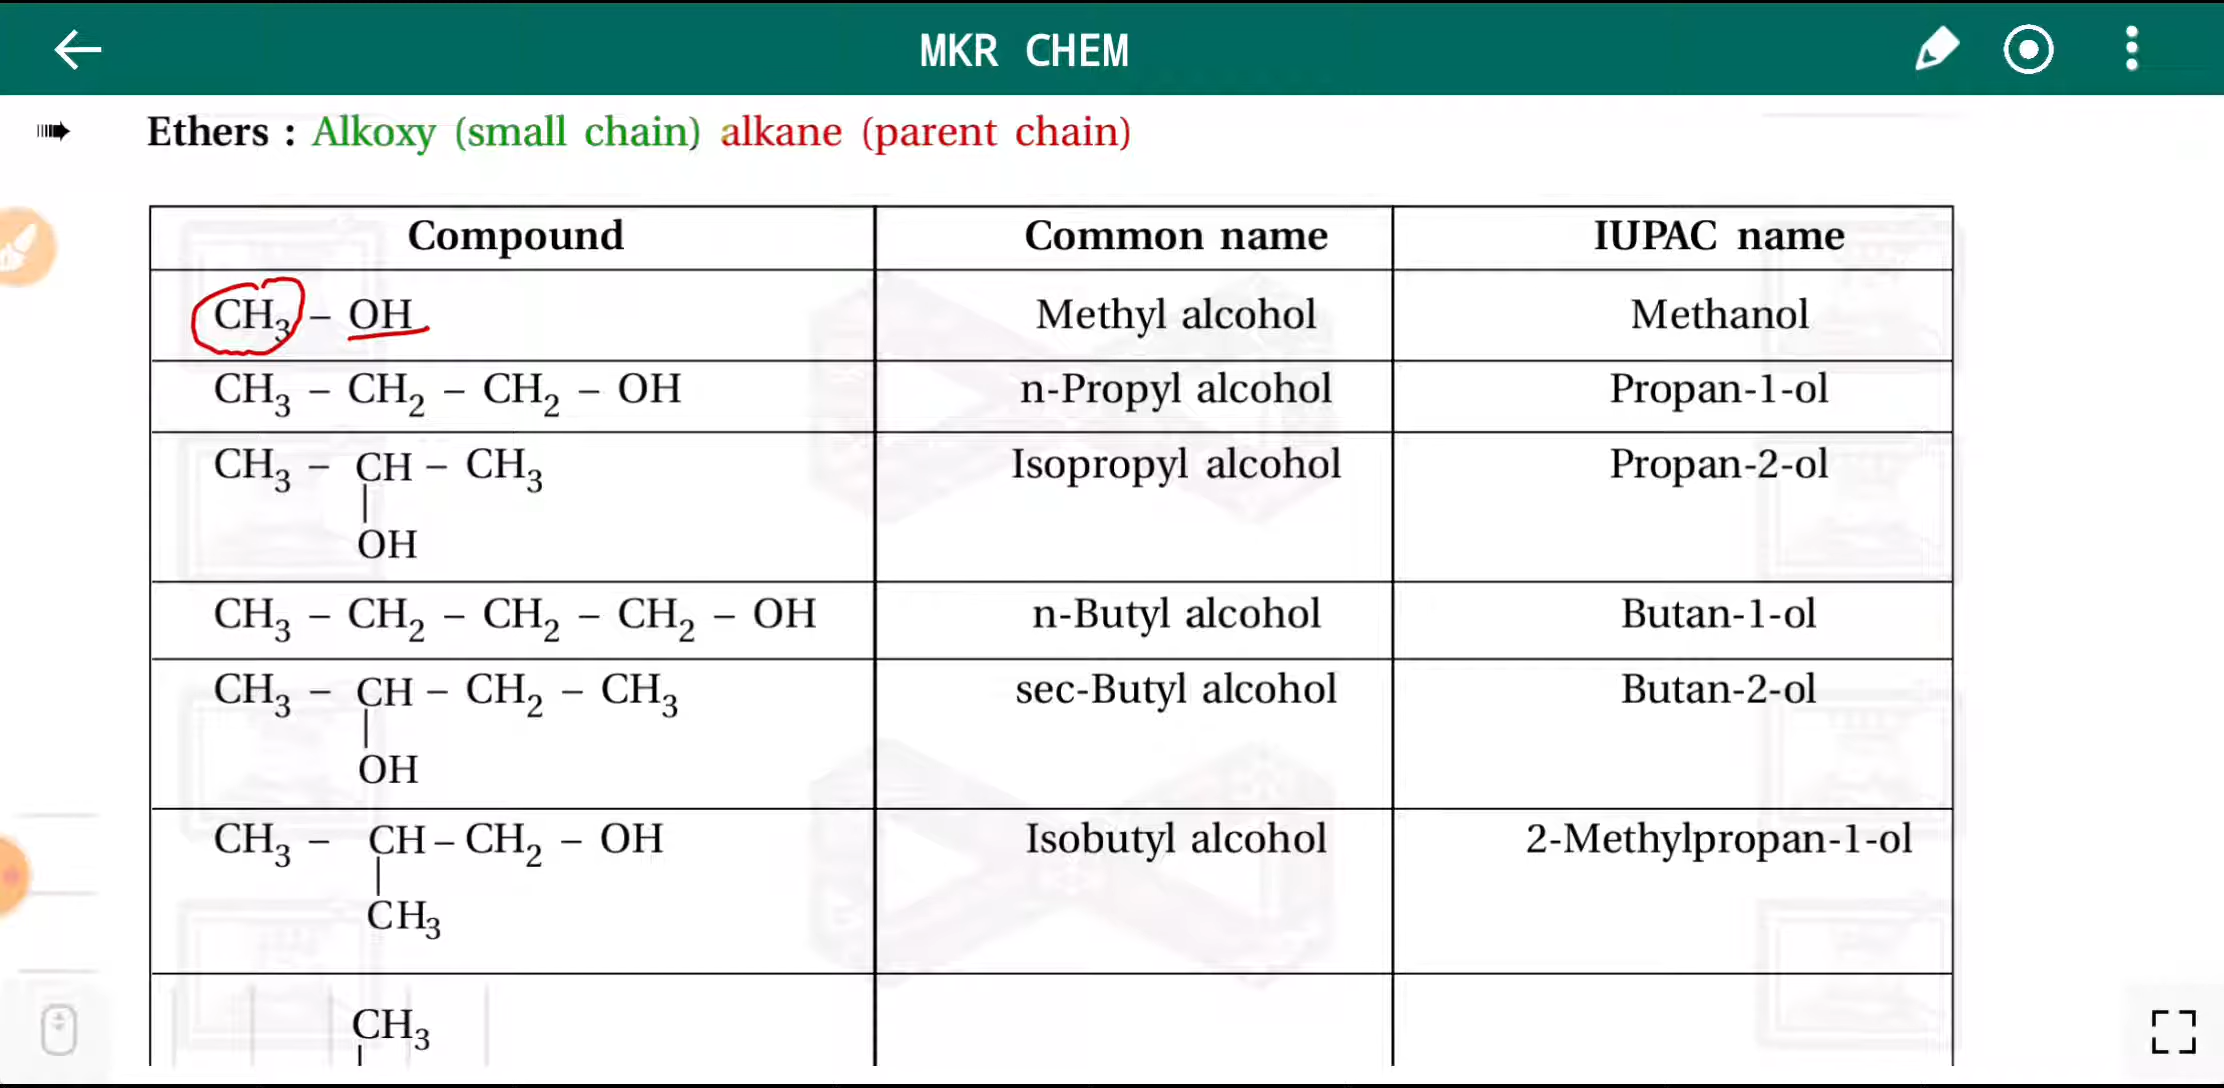 MKR CHEM
Ethers : Alkoxy (small chain) alkane (parent chain)
Compound Common name IUPAC name
CH₃ – OH Methyl alcohol Methanol
CH₃ – CH₂ – CH₂ – OH n-Propyl alcohol Propan-1-ol
CH₃ – CH – CH₃ Isopropyl alcohol Propan-2-ol
OH
CH₃ – CH₂ – CH₂ – CH₂ – OH n-Butyl alcohol Butan-1-ol
CH₃ – CH – CH₂ – CH₃ sec-Butyl alcohol Butan-2-ol
OH
CH₃ – CH – CH₂ – OH Isobutyl alcohol 2-Methylpropan-1-ol
CH₃
CH₃